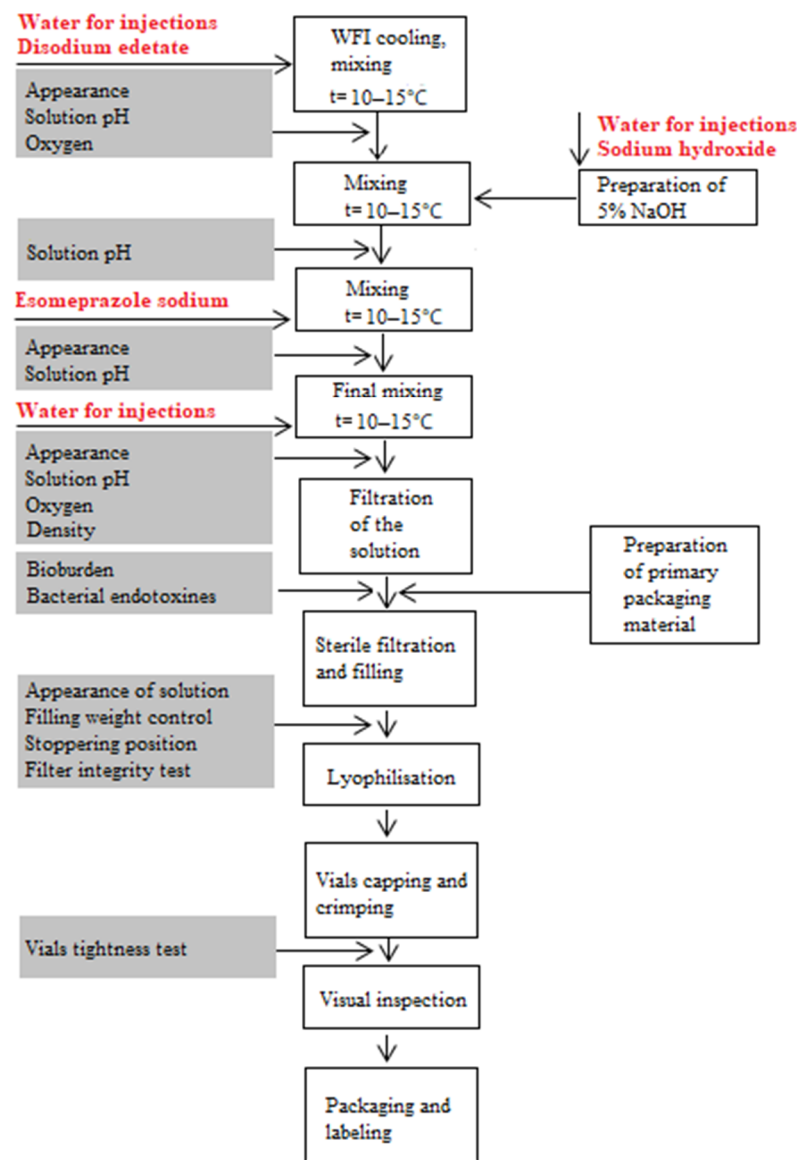 Water for injections
Disodium edetate
WFI cooling,
mixing
t= 10–15°C
Appearance
Solution pH
Oxygen
Water for injections
Sodium hydroxide
Mixing
t= 10–15°C
Preparation of
5% NaOH
Solution pH
Mixing
t= 10–15°C
Esomeprazole sodium
Appearance
Solution pH
Final mixing
t= 10–15°C
Water for injections
Appearance
Solution pH
Oxygen
Density
Filtration
of the
solution
Bioburden
Bacterial endotoxines
Preparation
of primary
packaging
material
Sterile filtration
and filling
Appearance of solution
Filling weight control
Stoppering position
Filter integrity test
Lyophilisation
Vials capping and
crimping
Vials tightness test
Visual inspection
Packaging and
labeling